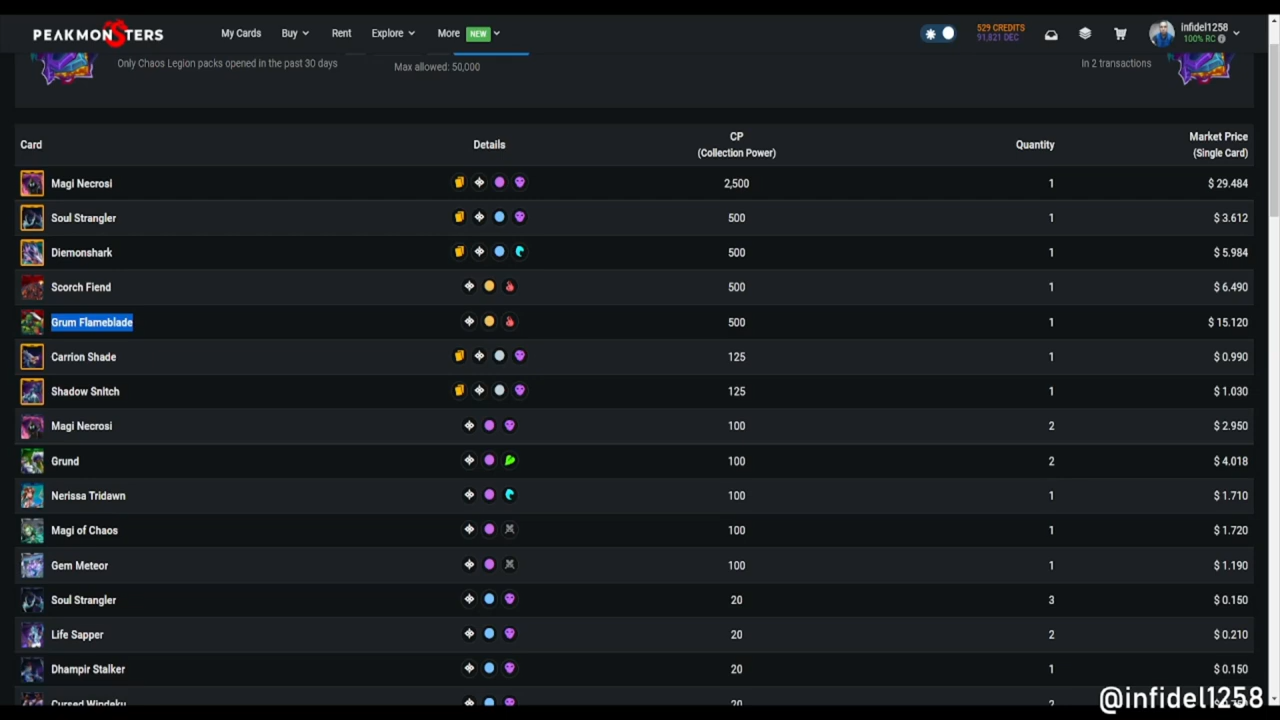 PEAKMONSTERS My Cards Buy Rent Explore More NEW 529 CREDITS 91,821 DEC infidel1258 100% RC
Only Chaos Legion packs opened in the past 30 days Max allowed: 50,000 In 2 transactions
Card Details CP (Collection Power) Quantity Market Price (Single Card)
Magi Necrosi 2,500 1 $ 29.484
Soul Strangler 500 1 $ 3.612
Diemonshark 500 1 $ 5.984
Scorch Fiend 500 1 $ 6.490
Grum Flameblade 500 1 $ 15.120
Carrion Shade 125 1 $ 0.990
Shadow Snitch 125 1 $ 1.030
Magi Necrosi 100 2 $ 2.950
Grund 100 2 $ 4.018
Nerissa Tridawn 100 1 $ 1.710
Magi of Chaos 100 1 $ 1.720
Gem Meteor 100 1 $ 1.190
Soul Strangler 20 3 $ 0.150
Life Sapper 20 2 $ 0.210
Dhampir Stalker 20 1 $ 0.150
Cursed Windeku 20 2
@infidel1258